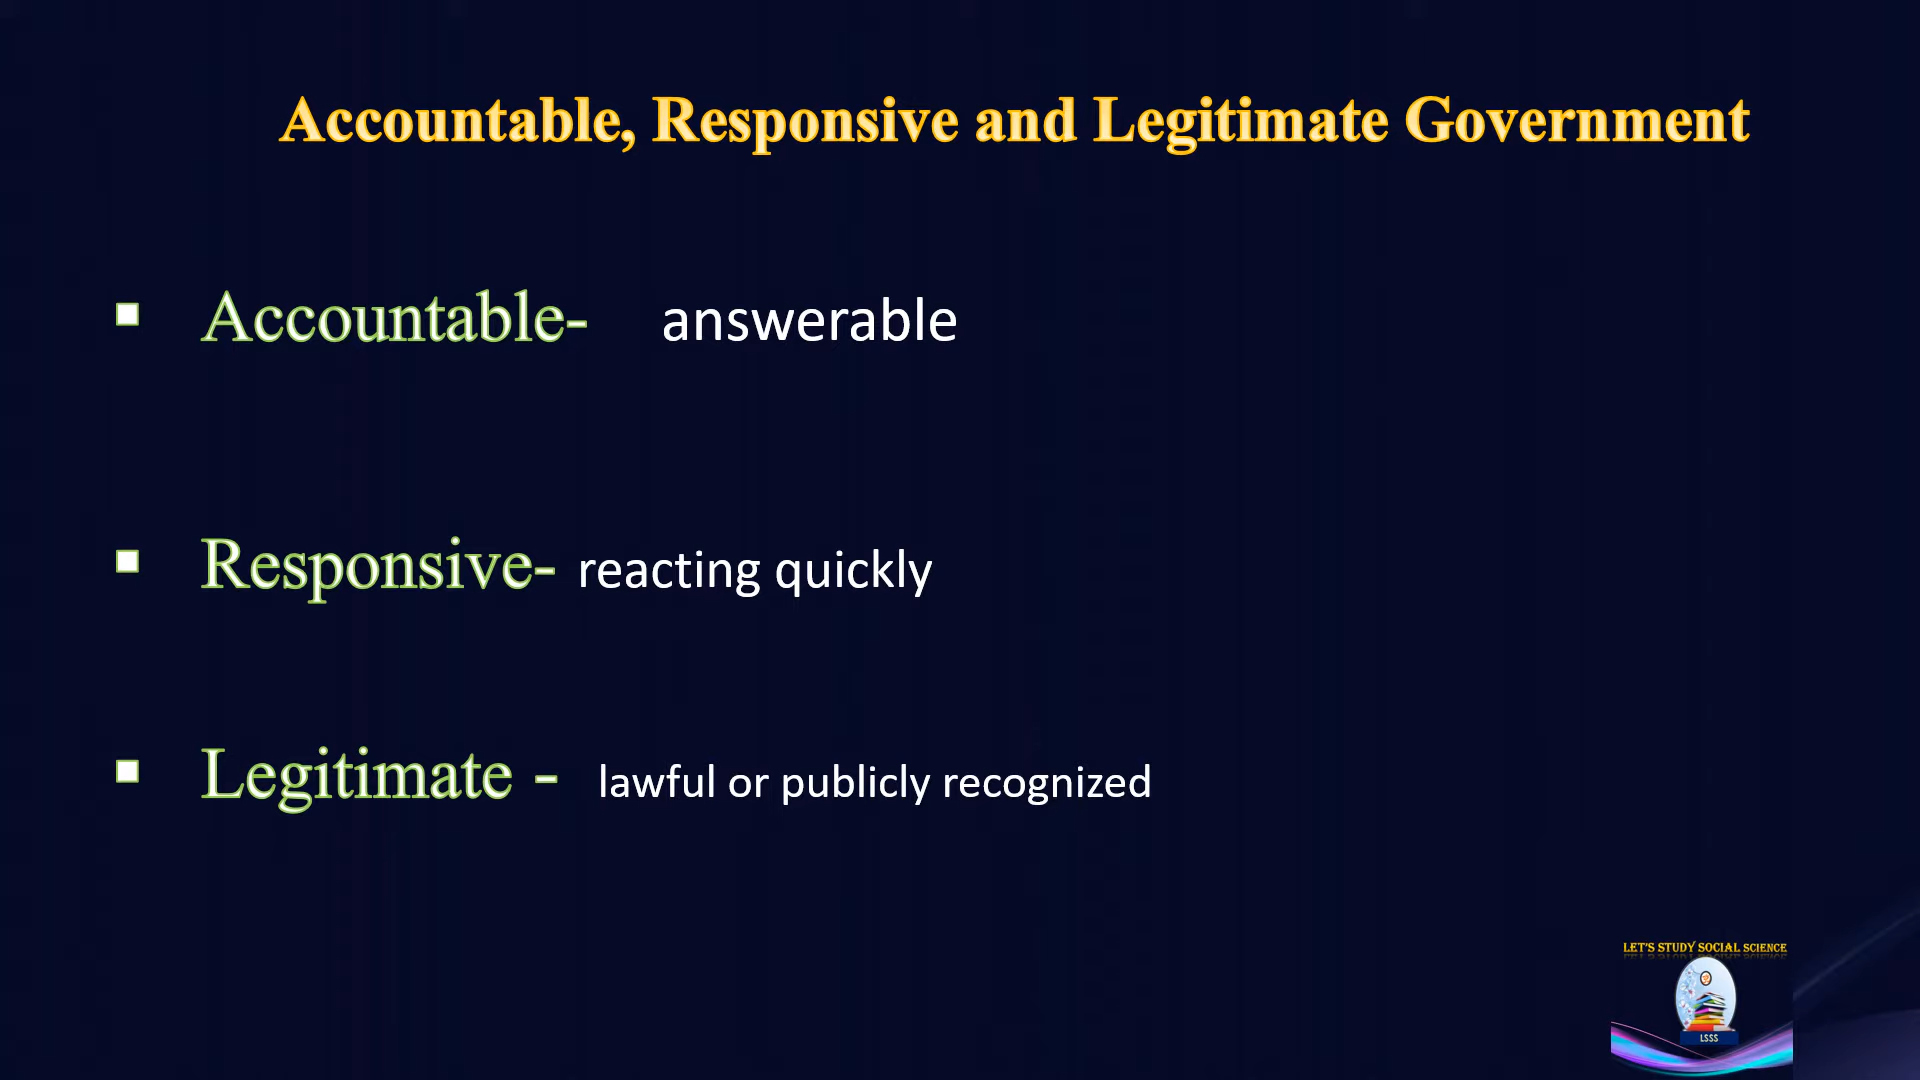 Accountable, Responsive and Legitimate Government
▪ Accountable- answerable
▪ Responsive- reacting quickly
▪ Legitimate - lawful or publicly recognized
LET'S STUDY SOCIAL SCIENCE
LSSS